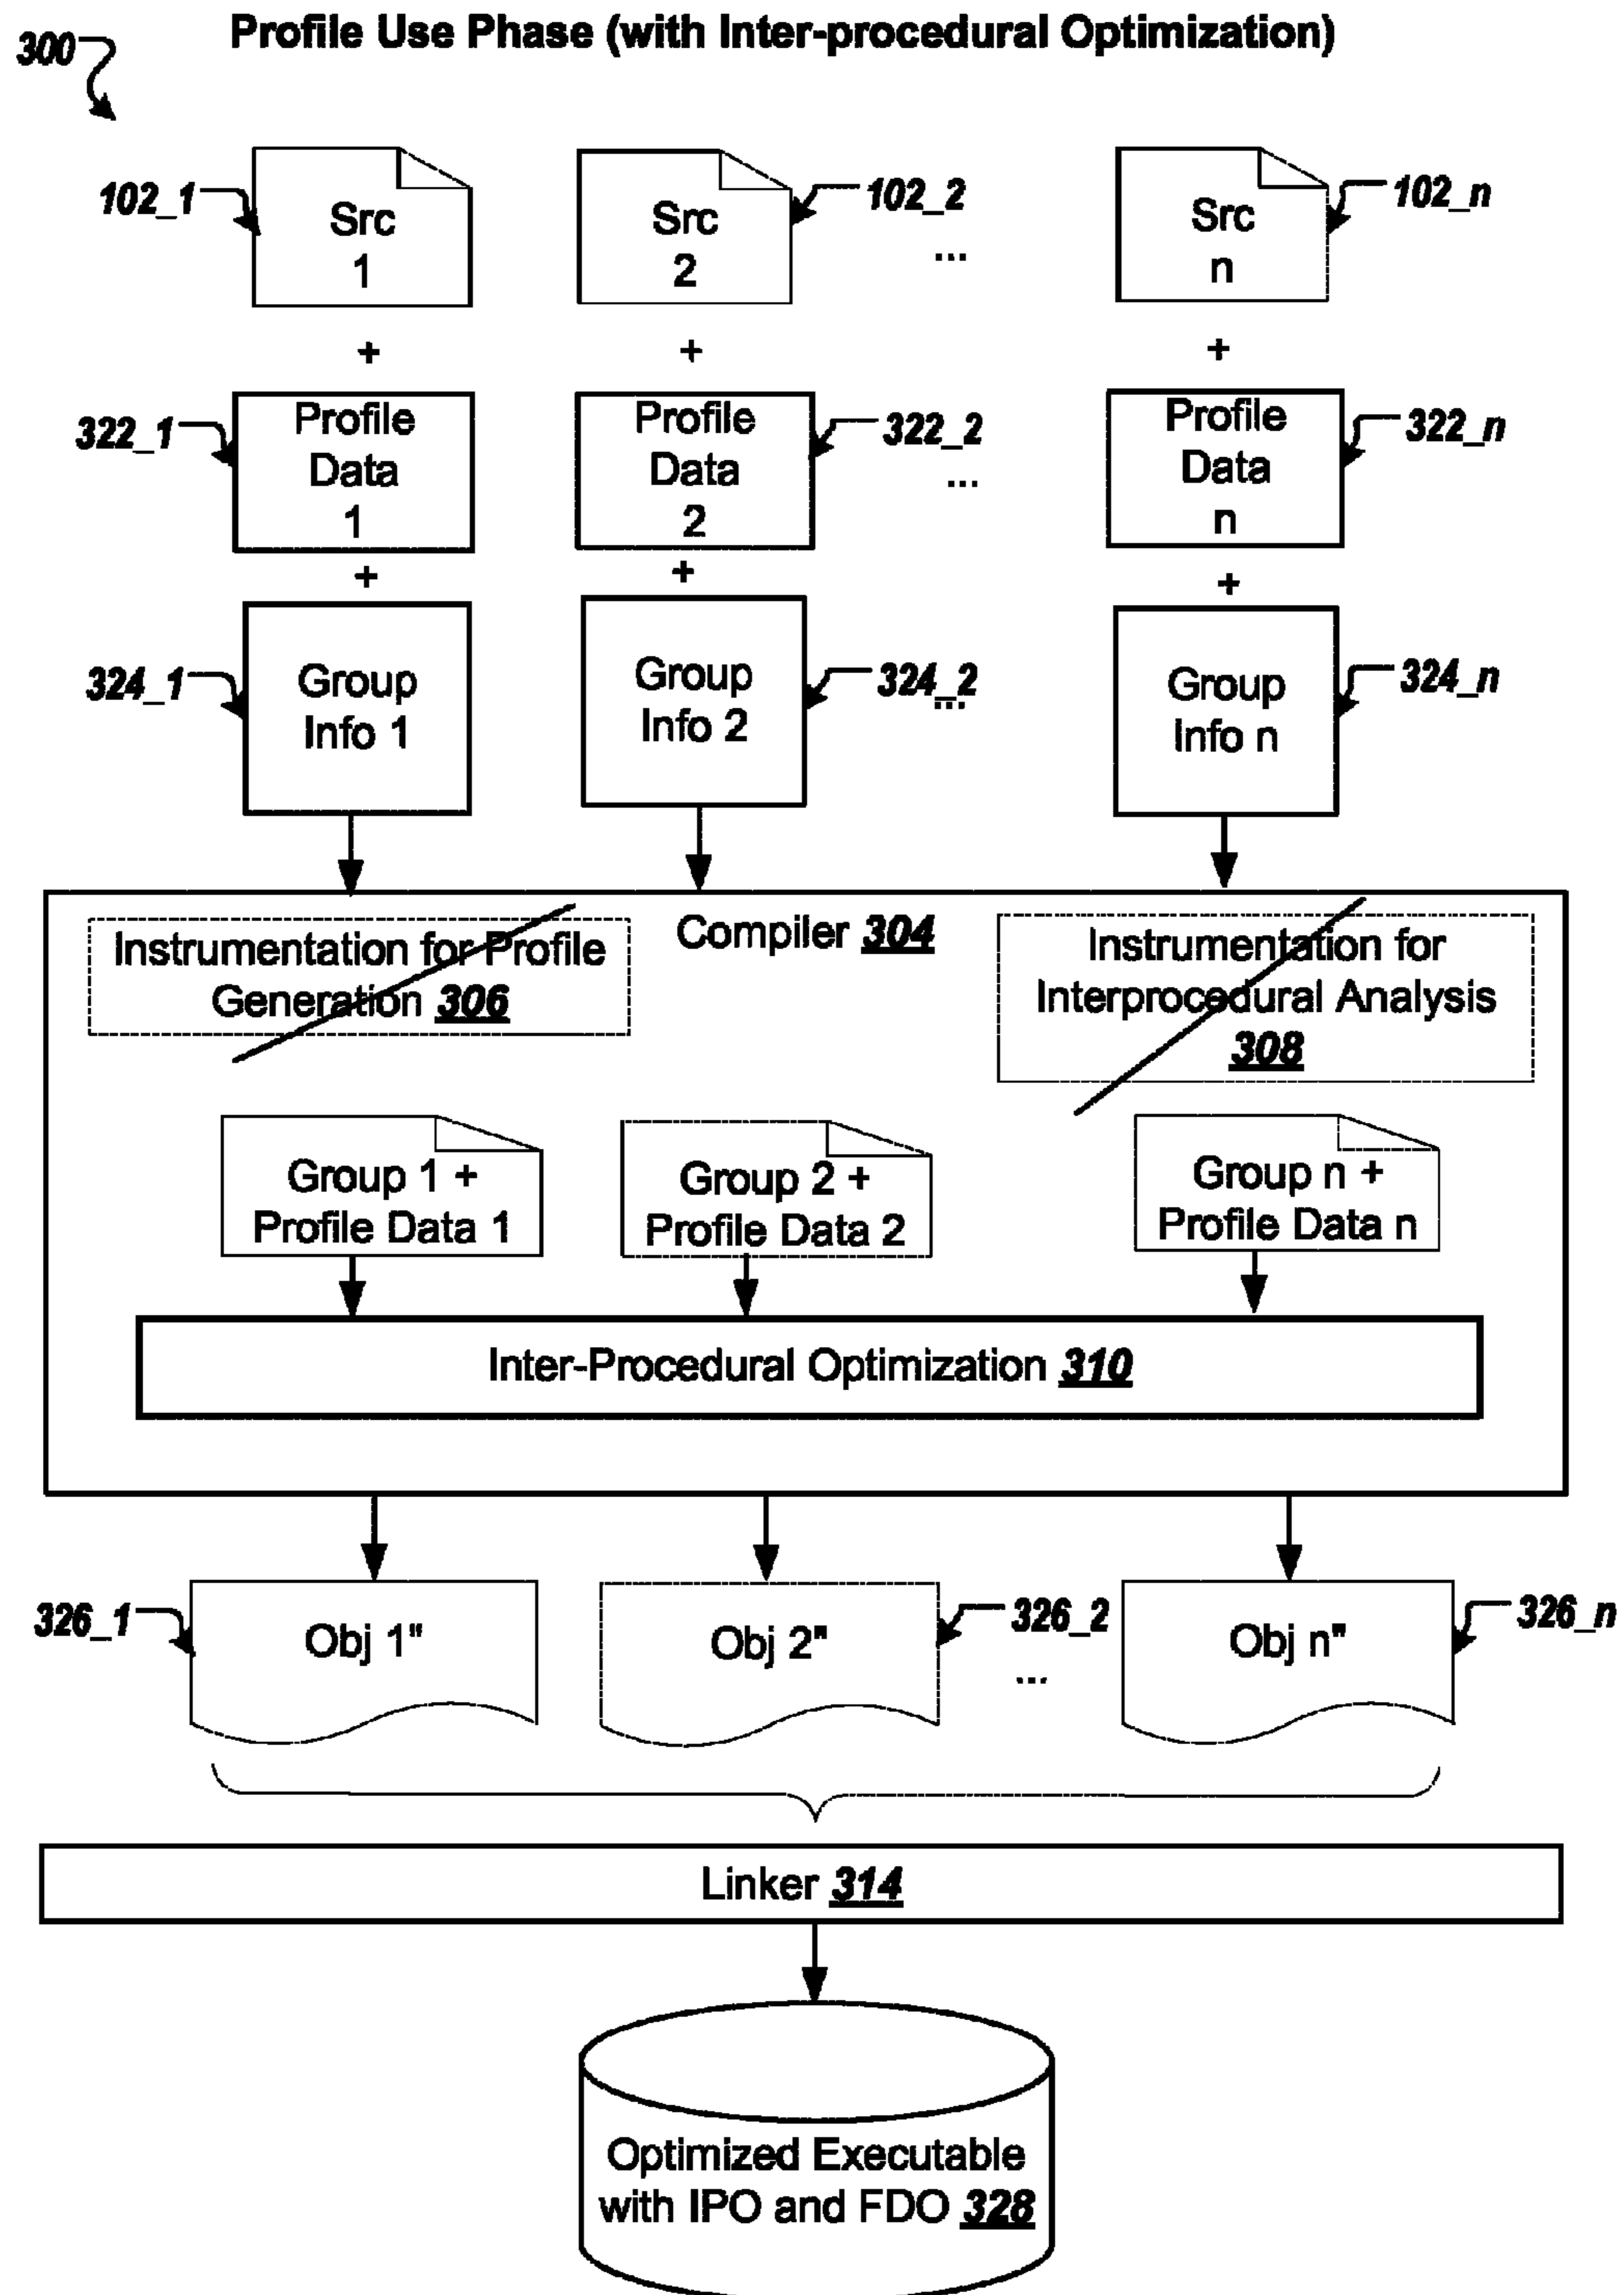 Profile Use Phase (with Inter-procedural Optimization)
300
102_1
Src
1
Src
2
102_2
...
Src
n
102_n
+
+
+
322_1
Profile
Data
1
Profile
Data
2
322_2
...
Profile
Data
n
322_n
+
+
+
324_1
Group
Info 1
Group
Info 2
324_2
...
Group
Info n
324_n
Instrumentation for Profile
Generation 306
Compiler 304
Instrumentation for
Interprocedural Analysis
308
Group 1 +
Profile Data 1
Group 2 +
Profile Data 2
Group n +
Profile Data n
Inter-Procedural Optimization 310
326_1
Obj 1"
Obj 2"
326_2
...
Obj n"
326_n
Linker 314
Optimized Executable
with IPO and FDO 328